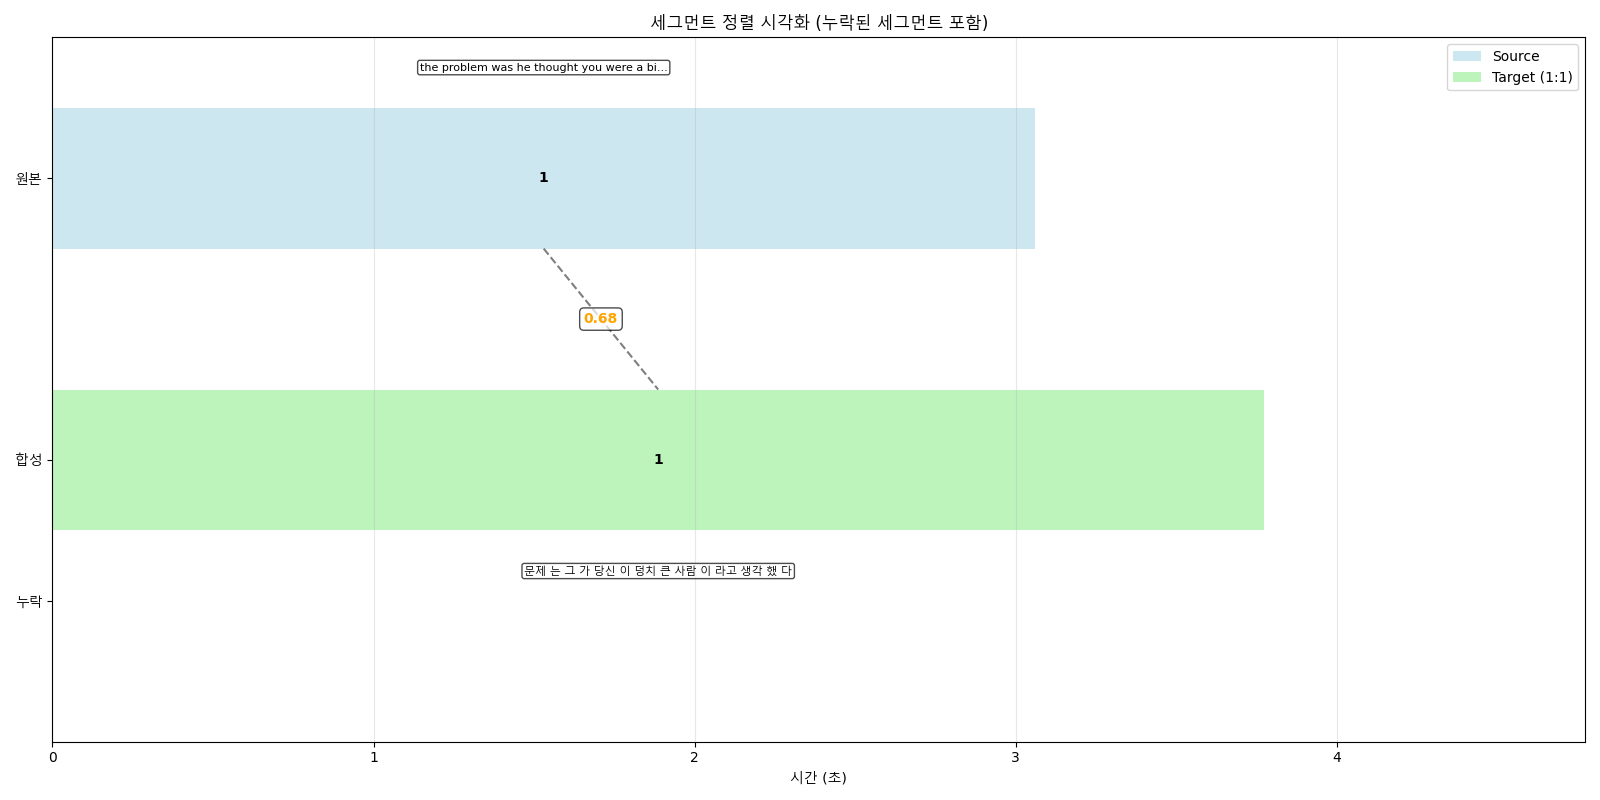 세그먼트 정렬 시각화 (누락된 세그먼트 포함)
Source
Target (1:1)
the problem was he thought you were a bi...
원본
1
0.68
합성
1
문제 는 그 가 당신 이 덩치 큰 사람 이 라고 생각 했 다
누락
0 1 2 3 4
시간 (초)